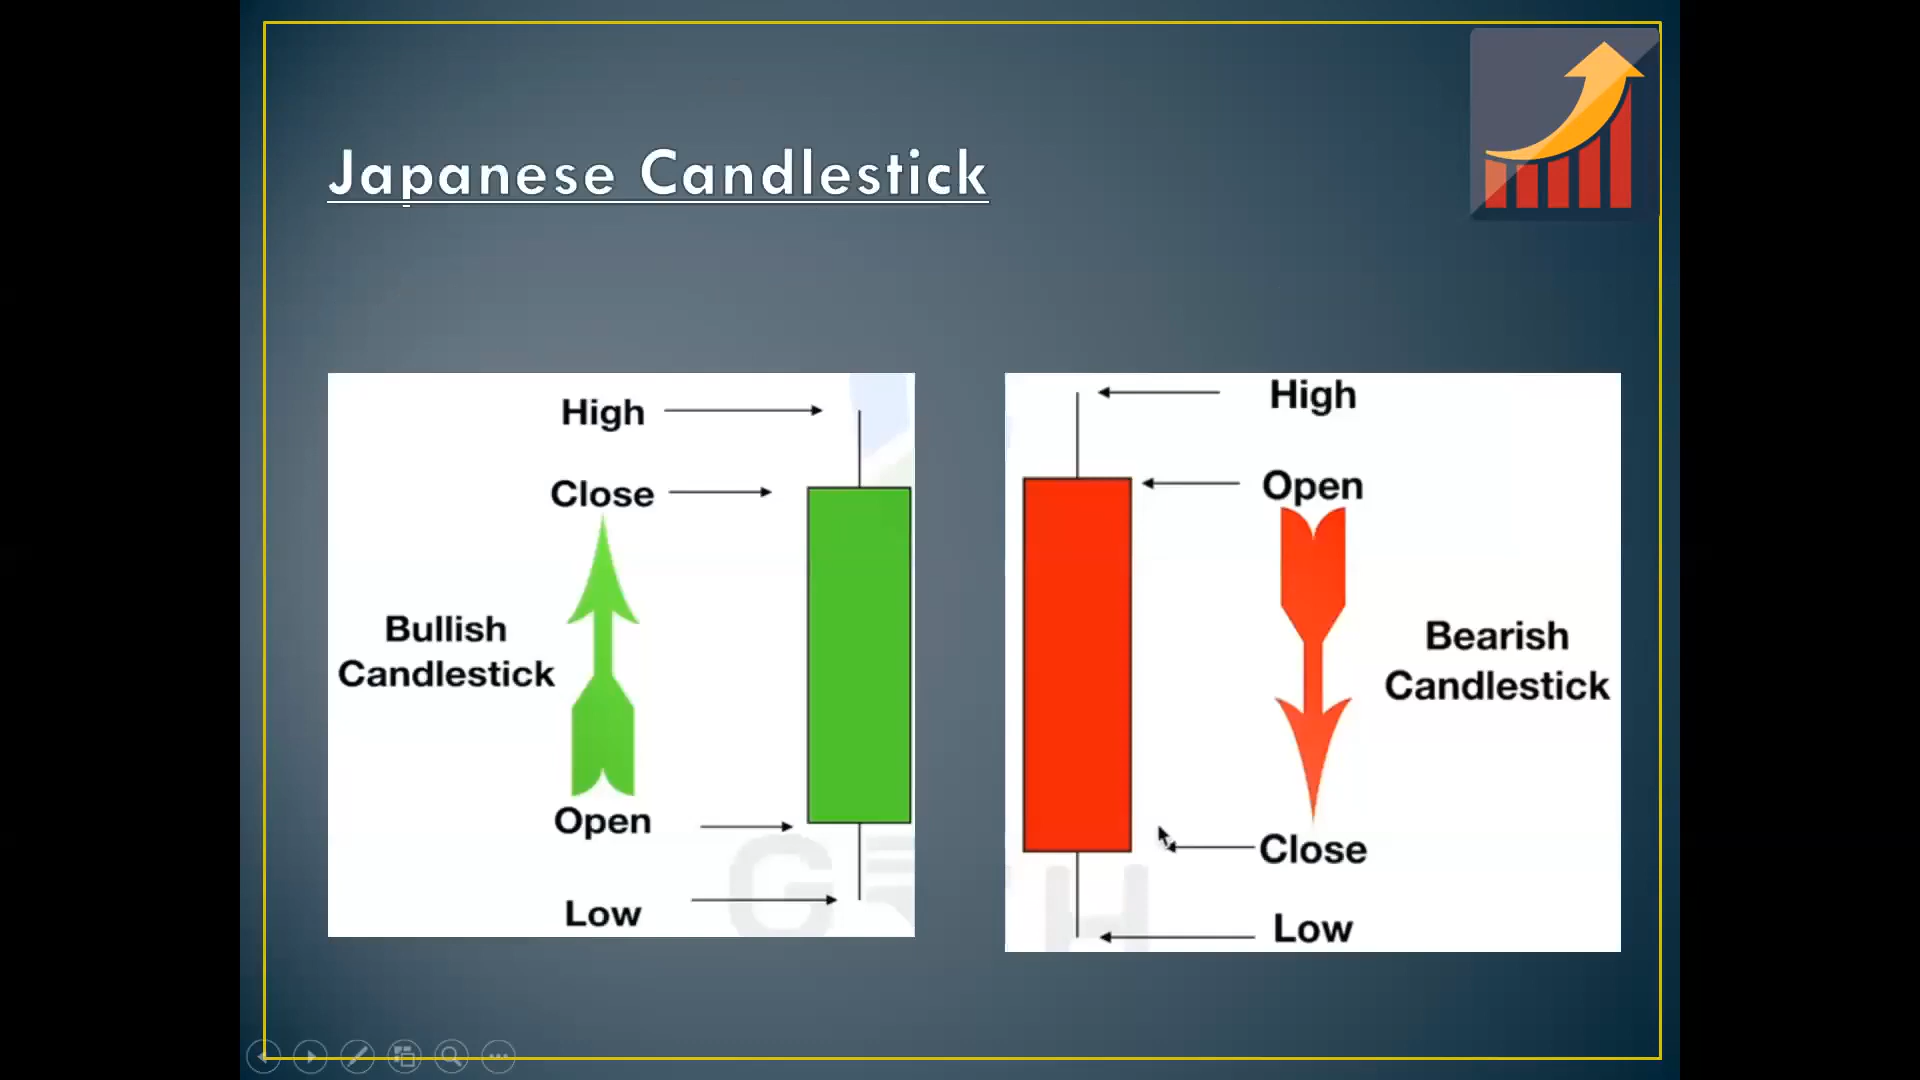 Japanese Candlestick
High
Close
Bullish
Candlestick
Open
Low
High
Open
Bearish
Candlestick
Close
Low